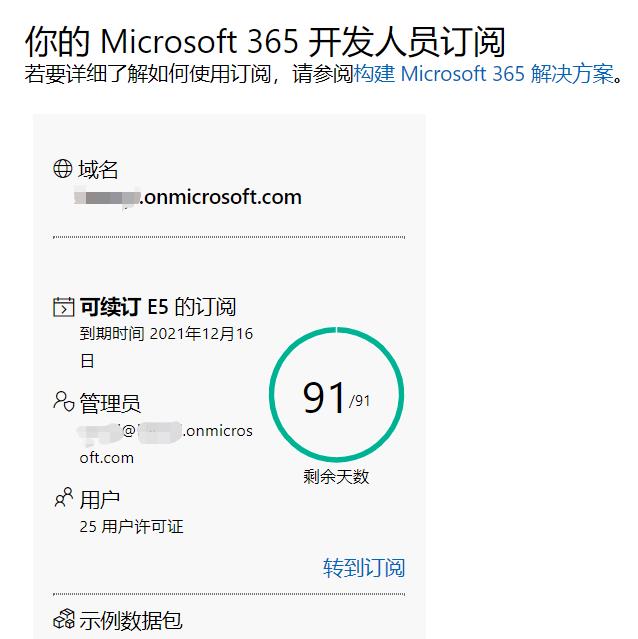 你的 Microsoft 365 开发人员订阅
若要详细了解如何使用订阅，请参阅构建 Microsoft 365 解决方案。
域名
.onmicrosoft.com
可续订 E5 的订阅
到期时间 2021年12月16
日
91/91
剩余天数
管理员
@
.onmicros
oft.com
用户
25 用户许可证
转到订阅
示例数据包